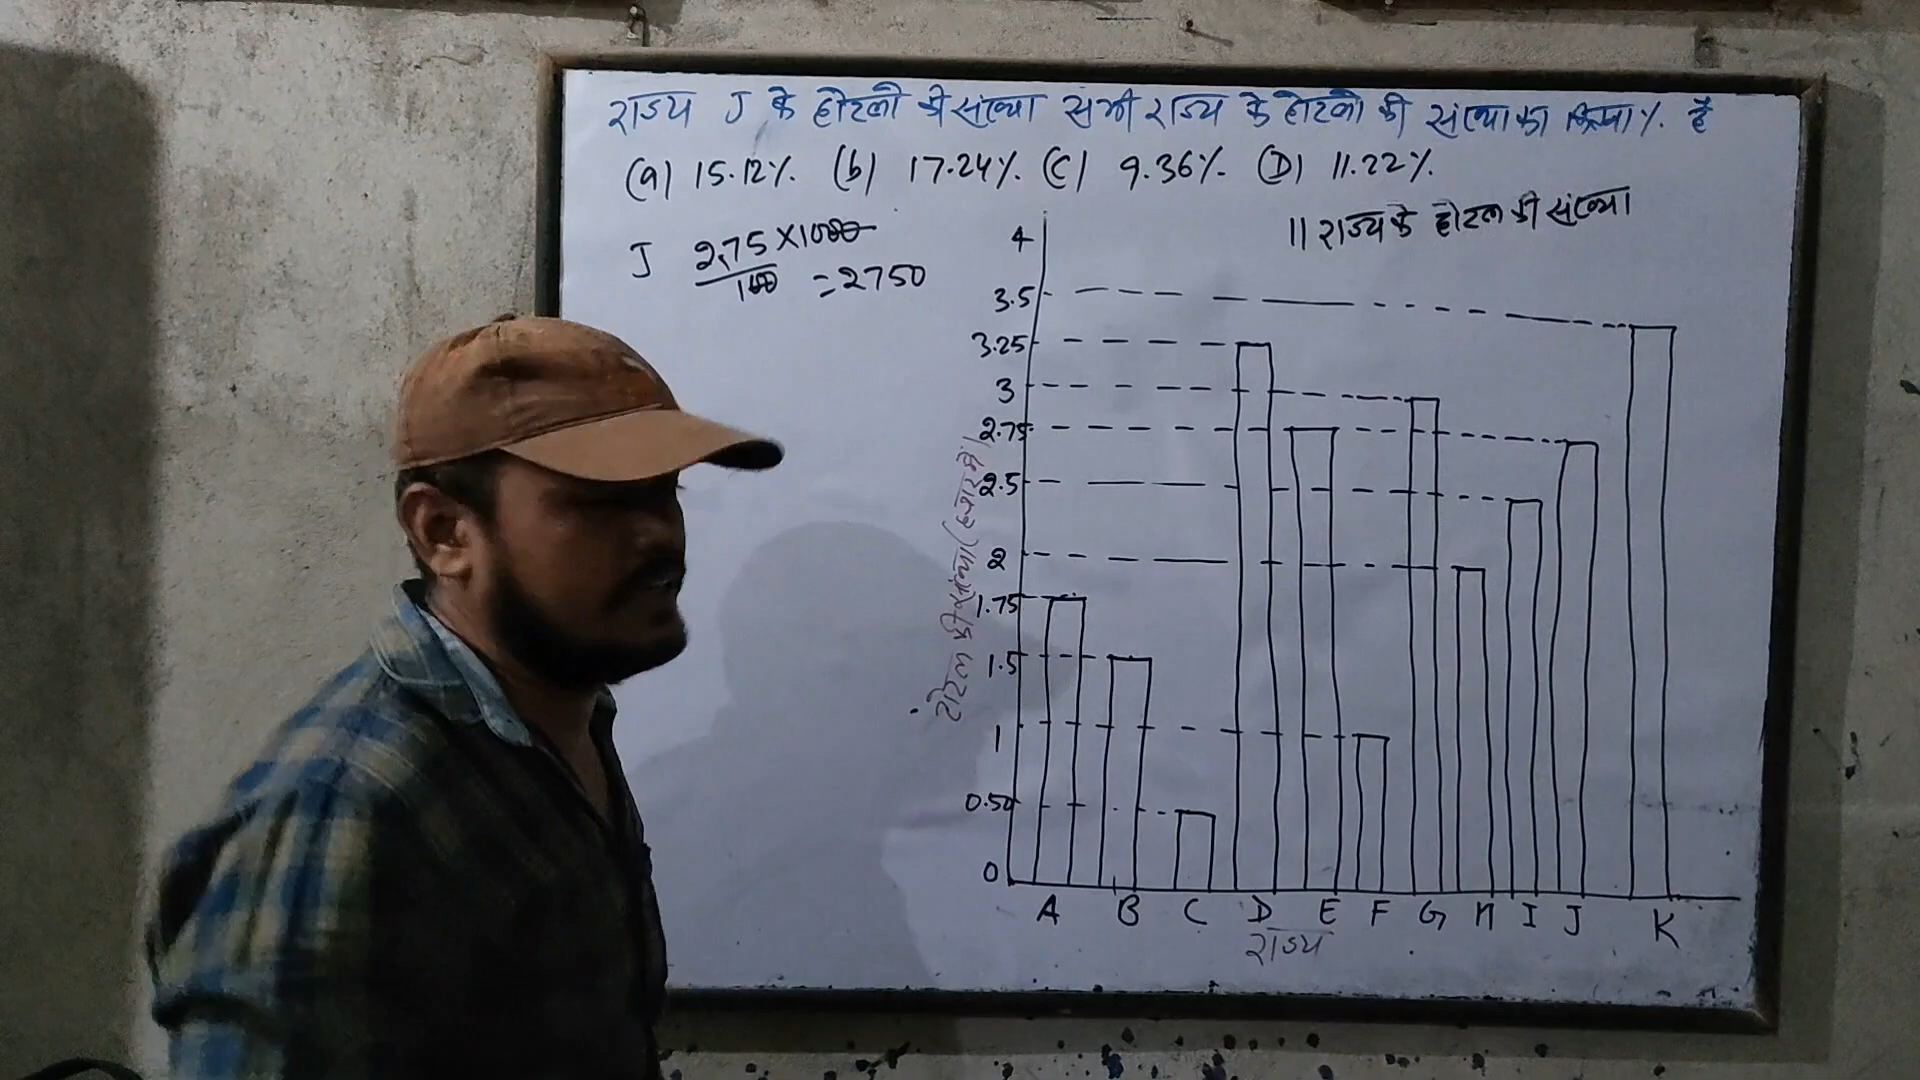 राज्य J के होटलो की संख्या सभी राज्य के होटलो की संख्या का कितना % है
(a) 15.12% (b) 17.24% (C) 9.36% (D) 11.22%
11 राज्य के होटल की संख्या
J 2.75 X 1000 / 100 = 2750
4
3.5
3.25
3
2.75
2.5
2
1.75
1.5
1
0.50
0
होटल की संख्या (हजार में)
A B C D E F G H I J K
राज्य